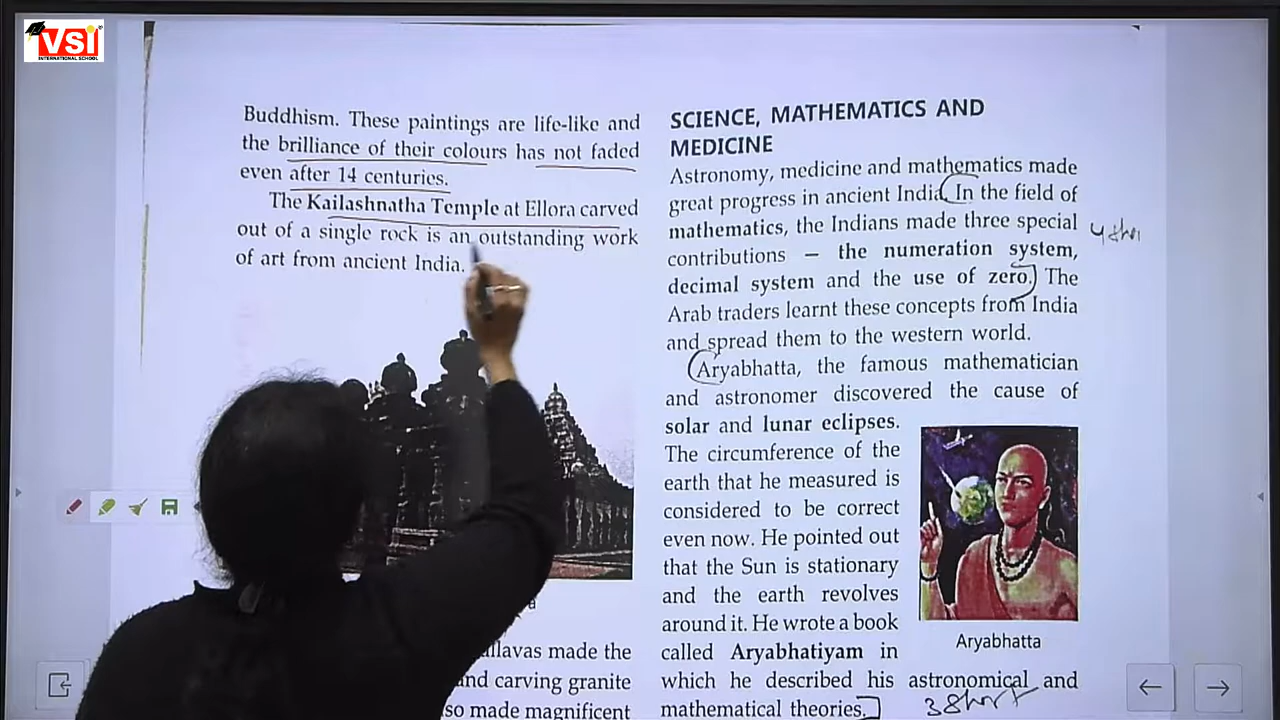 VSI
INTERNATIONAL SCHOOL
Buddhism. These paintings are life-like and
the brilliance of their colours has not faded
even after 14 centuries.
The Kailashnatha Temple at Ellora carved
out of a single rock is an outstanding work
of art from ancient India.
llavas made the
nd carving granite
so made magnificent
SCIENCE, MATHEMATICS AND
MEDICINE
Astronomy, medicine and mathematics made
great progress in ancient India. In the field of
mathematics, the Indians made three special
contributions — the numeration system,
decimal system and the use of zero. The
Arab traders learnt these concepts from India
and spread them to the western world.
Aryabhatta, the famous mathematician
and astronomer discovered the cause of
solar and lunar eclipses.
The circumference of the
earth that he measured is
considered to be correct
even now. He pointed out
that the Sun is stationary
and the earth revolves
around it. He wrote a book
called Aryabhatiyam in
which he described his astronomical and
mathematical theories.
Aryabhatta
3 Short